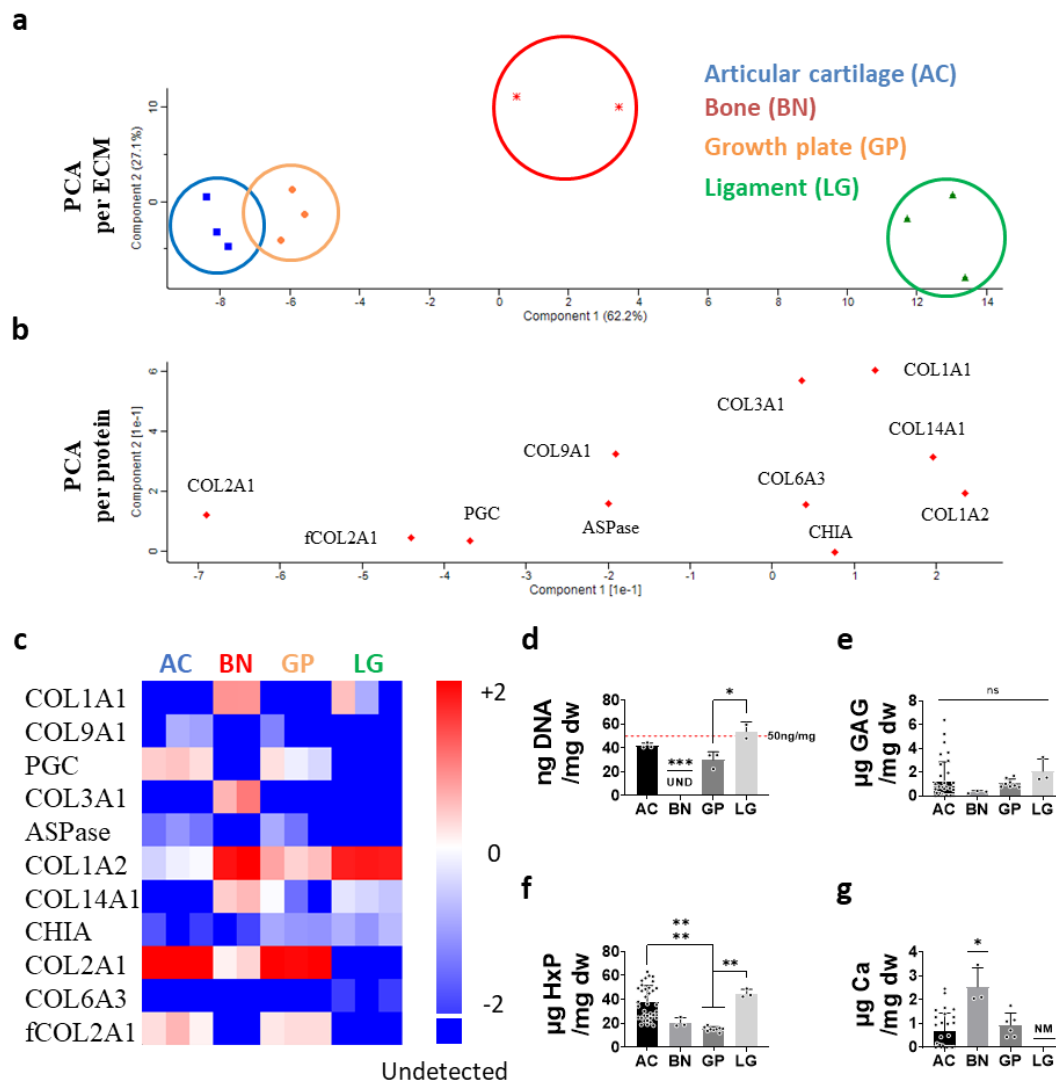 a
PCA
per ECM
Component 2 (27.1%)
10
0
-8
-6
-4
-2
0
2
4
6
8
10
12
14
Component 1 (62.2%)
Articular cartilage (AC)
Bone (BN)
Growth plate (GP)
Ligament (LG)
b
PCA
per protein
Component 2 [1e-1]
6
4
2
0
COL2A1
fCOL2A1
PGC
COL9A1
ASPase
COL3A1
COL6A3
CHIA
COL1A1
COL14A1
COL1A2
-7
-6
-5
-4
-3
-2
-1
0
1
2
Component 1 [1e-1]
c
AC BN GP LG
COL1A1
COL9A1
PGC
COL3A1
ASPase
COL1A2
COL14A1
CHIA
COL2A1
COL6A3
fCOL2A1
+2
0
-2
Undetected
d
ng DNA
/mg dw
80
60
40
20
0
*
50ng/mg
***
UND
AC BN GP LG
e
µg GAG
/mg dw
8
6
4
2
0
ns
AC BN GP LG
f
µg HxP
/mg dw
80
60
40
20
0
**
**
**
AC BN GP LG
g
µg Ca
/mg dw
4
3
2
1
0
*
NM
AC BN GP LG